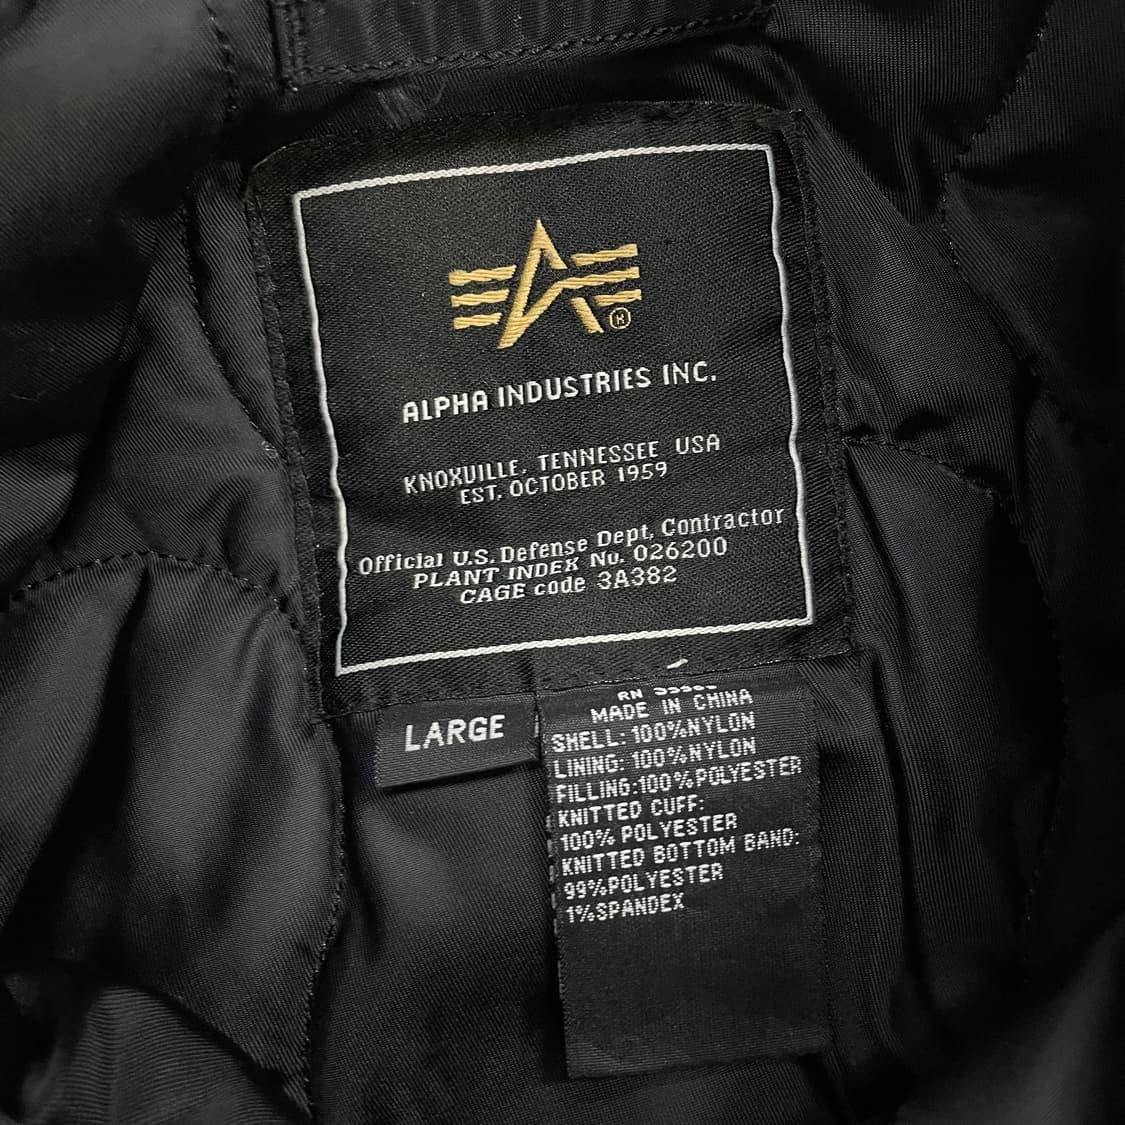 ALPHA INDUSTRIES INC.
KNOXVILLE, TENNESSEE USA
EST. OCTOBER 1959
Official U.S. Defense Dept, Contractor
PLANT INDEX No. 026200
CAGE code 3A382
LARGE
RN
MADE IN CHINA
SHELL: 100%NYLON
LINING: 100%NYLON
FILLING:100%POLYESTER
KNITTED CUFF:
100% POLYESTER
KNITTED BOTTOM BAND:
99%POLYESTER
1%SPANDEX